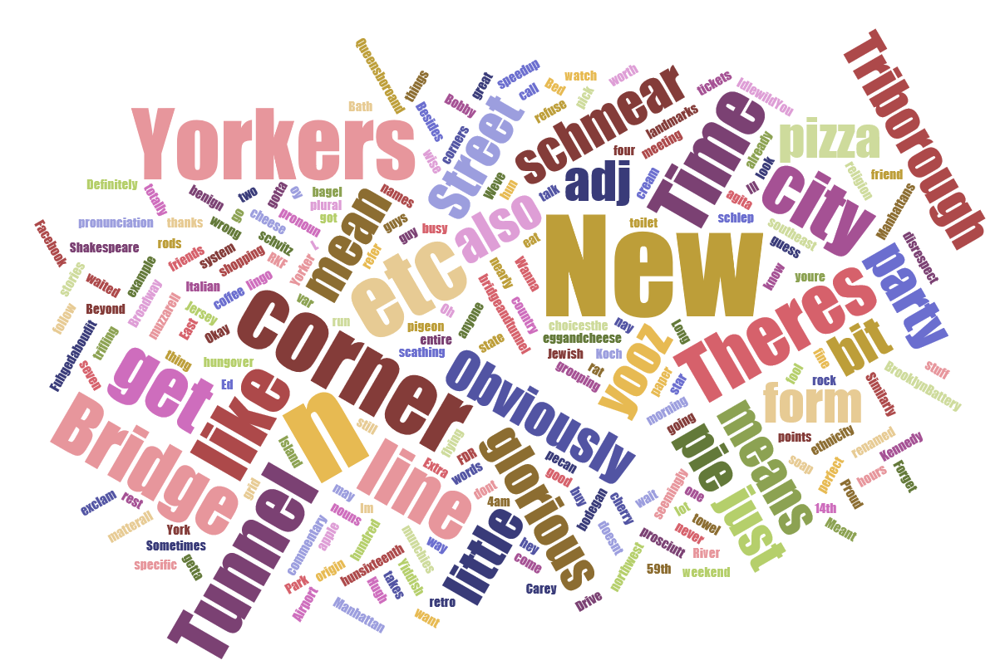 Queensboroand
things
great
speedup
call
Bed
watch
pick
worth
refuse
Bobby
Besides
Bath
Yorkers
wise
corners
street
Weve
bun
schmear
landmarks
four
meeting
tickets
IdlewildYou
Time
already
look
lil
agita
schlep
pizza
Triborough
religion
friend
Manhattans
disrespect
Definitely
totally
benign
two
gotta
oy
bagel
plural
got
names
guys
guy
busy
mean
also
talk
adj
cream
toilet
city
southeast
guess
know
youre
party
Facebook
pronunciation
thanks
wrong
go
cheese
pronoun
schvitz
Shakespeare
rods
friends
system
shopping
RKF
Yorker
r
refer
etc
eat
nearly
Wanna
New
stories
waited
example
Italian
coffee
lingo
var
run
Oh
anyone
bridgeandtunnel
country
choicesthe
nay
Long
Theres
follow
Beyond
Broadway
muzzarell
Jersey
East
Okay
corner
pigeon
entire
scathing
state
eggandcheese
Jewish
Koch
grouping
rat
yooz
paper
star
fool
fine
bit
Fuhgedaboudit
trifling
seven
get
thing
hungover
Ed
like
n
still
Obviously
morning
going
form
rock
Similarly
BrooklynBattery
stuff
Bridge
Island
grid
line
flying
Extra
FDR
words
dont
glorious
pecan
good
buy
pie
means
points
ethnicity
soap
renamed
Kennedy
hours
Forget
perfect
Proud
exclam
rest
matterall
York
Sometimes
specific
getta
Tunnel
may
nouns
Im
commentary
apple
hundred
munchies
way
4am
little
hey
come
bodegan
cherry
wait
seemingly
lot
one
towel
never
just
14th
Meant
Park
origin
hunsixteenth
Hugh
takes
Yiddish
retro
Carey
doesnt
northwest
prosciunt
River
59th
weekend
Airport
Manhattan
want
Drive